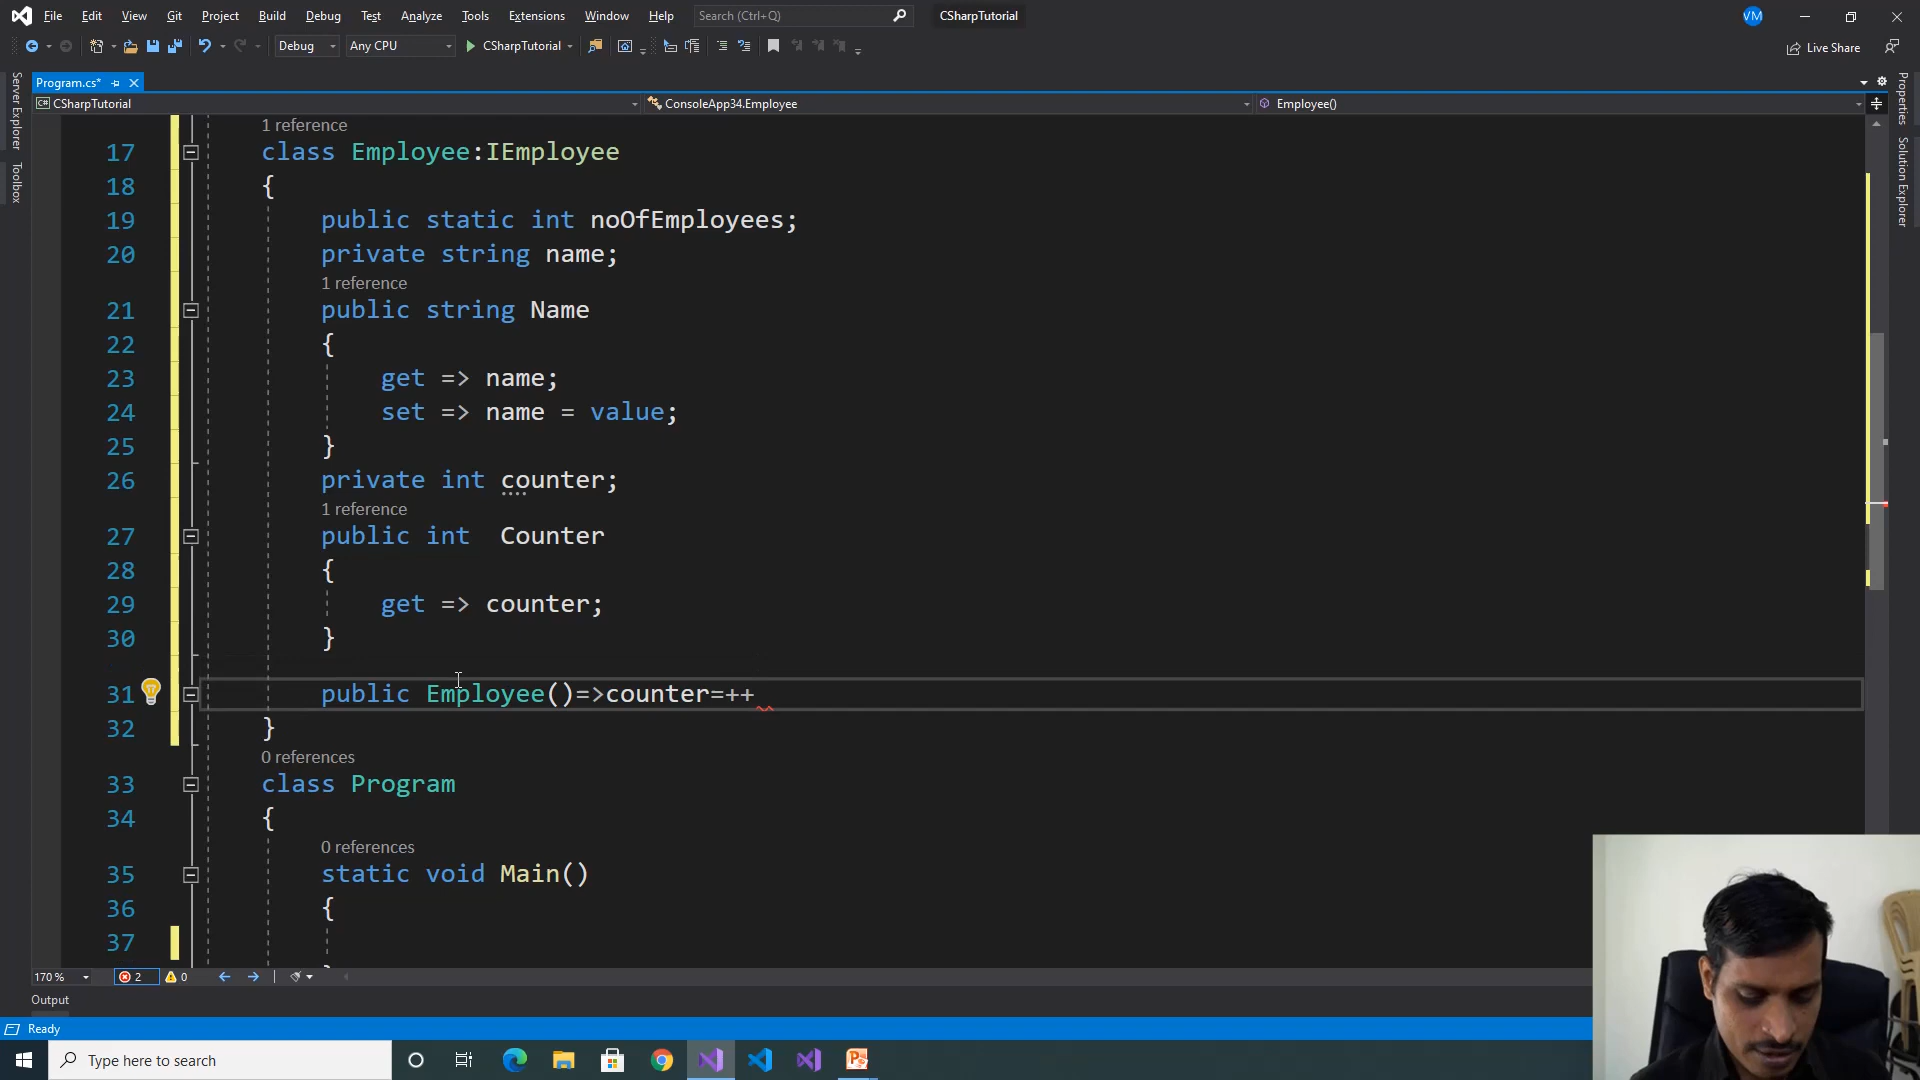 File Edit View Git Project Build Debug Test Analyze Tools Extensions Window Help Search (Ctrl+Q) CSharpTutorial VM
Debug Any CPU CSharpTutorial Live Share
Program.cs*
CSharpTutorial ConsoleApp34.Employee Employee()
Server Explorer
Toolbox
Properties
Solution Explorer
1 reference
17 class Employee:IEmployee
18 {
19 public static int noOfEmployees;
20 private string name;
1 reference
21 public string Name
22 {
23 get => name;
24 set => name = value;
25 }
26 private int counter;
1 reference
27 public int  Counter
28 {
29 get => counter;
30 }
31 public Employee()=>counter=++
32 }
0 references
33 class Program
34 {
0 references
35 static void Main()
36 {
37
170 % 2 0
Output
Ready
Type here to search